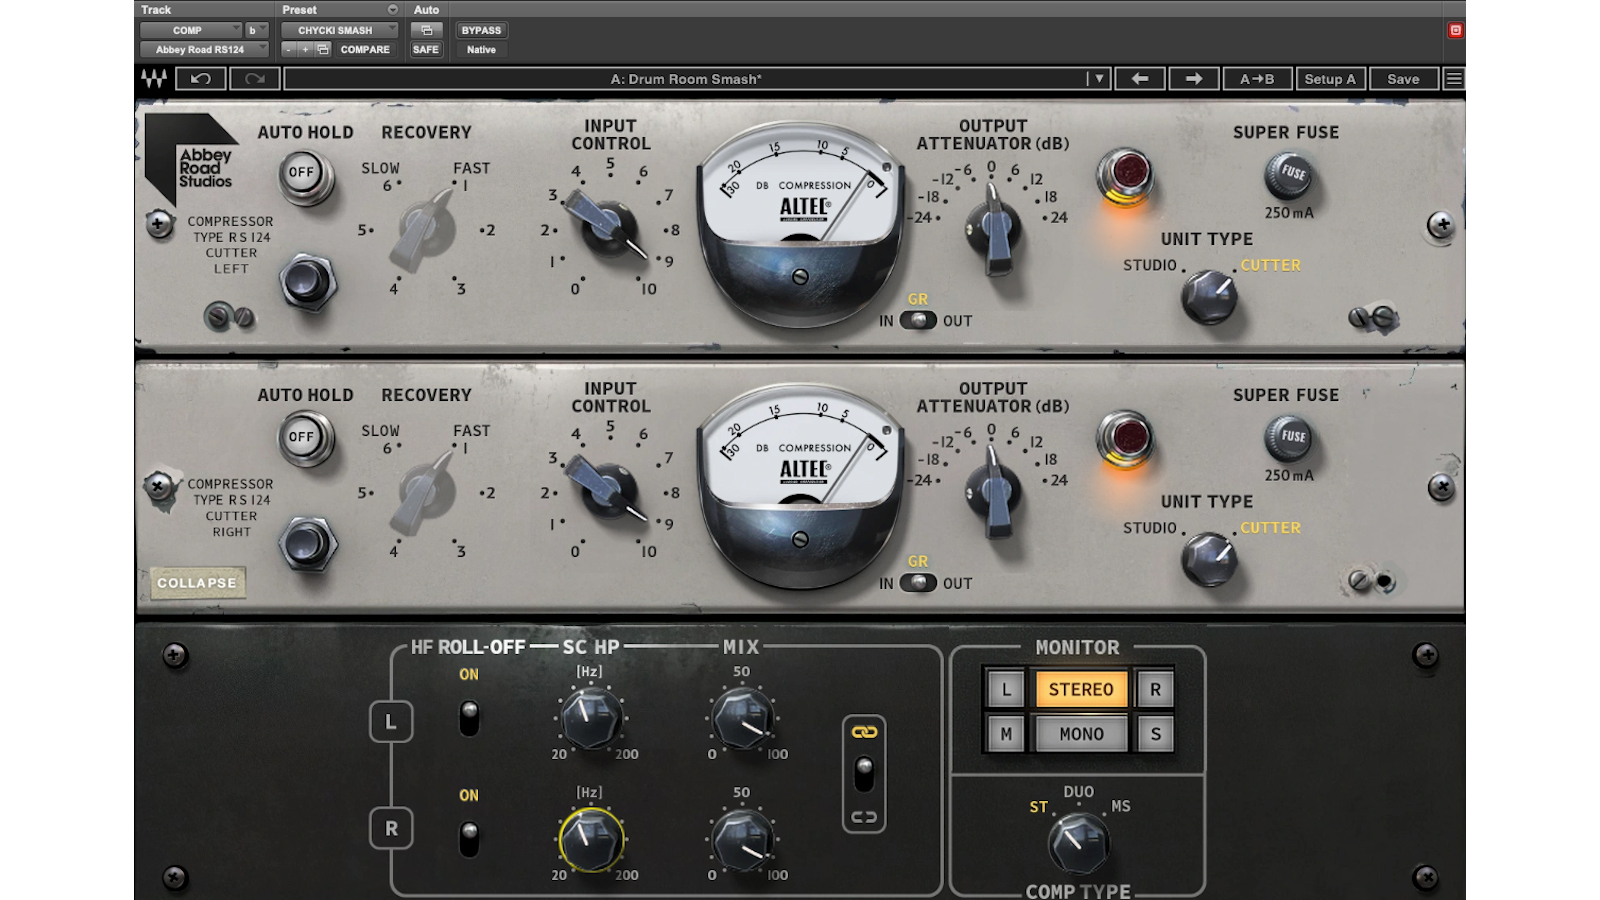 Track
Preset
Auto
COMP
b
CHYCKI SMASH
BYPASS
Abbey Road RS124
- + COMPARE
SAFE
Native
A: Drum Room Smash*
A→B
Setup A
Save
Abbey
Road
Studios
AUTO HOLD
RECOVERY
INPUT
CONTROL
OUTPUT
ATTENUATOR (dB)
SUPER FUSE
OFF
SLOW
FAST
6
1
5
2
4
3
0
1
2
3
4
5
6
7
8
9
10
30
20
15
10
5
0
DB COMPRESSION
ALTEC®
-24
-18
-12
-6
0
6
12
18
24
FUSE
250 mA
COMPRESSOR
TYPE RS 124
CUTTER
LEFT
UNIT TYPE
STUDIO
CUTTER
GR
IN
OUT
AUTO HOLD
RECOVERY
INPUT
CONTROL
OUTPUT
ATTENUATOR (dB)
SUPER FUSE
OFF
SLOW
FAST
6
1
5
2
4
3
0
1
2
3
4
5
6
7
8
9
10
30
20
15
10
5
0
DB COMPRESSION
ALTEC®
-24
-18
-12
-6
0
6
12
18
24
FUSE
250 mA
COMPRESSOR
TYPE RS 124
CUTTER
RIGHT
UNIT TYPE
STUDIO
CUTTER
GR
IN
OUT
COLLAPSE
HF ROLL-OFF
SC HP
MIX
MONITOR
ON
[Hz]
50
L
20
200
0
100
L
STEREO
R
M
MONO
S
ON
[Hz]
50
R
20
200
0
100
DUO
ST
MS
COMP TYPE